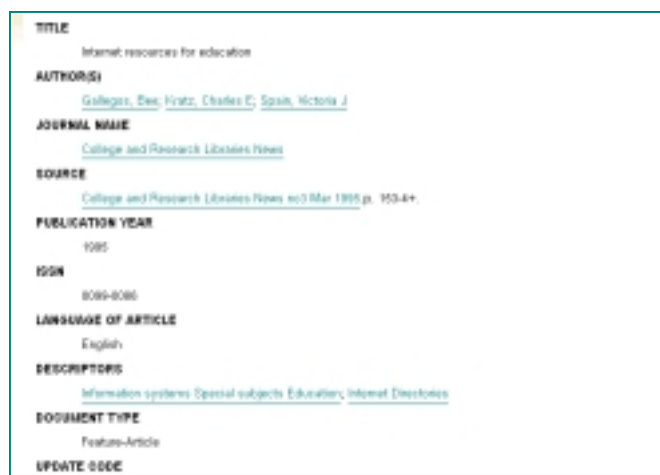 TITLE
Internet resources for education
AUTHOR(S)
Gallegos, Bee; Kratz, Charles E; Spain, Victoria J
JOURNAL NAME
College and Research Libraries News
SOURCE
College and Research Libraries News no3 Mar 1995 p. 153-4+.
PUBLICATION YEAR
1995
ISSN
0099-0086
LANGUAGE OF ARTICLE
English
DESCRIPTORS
Information systems Special subjects Education; Internet Directories
DOCUMENT TYPE
Feature-Article
UPDATE CODE